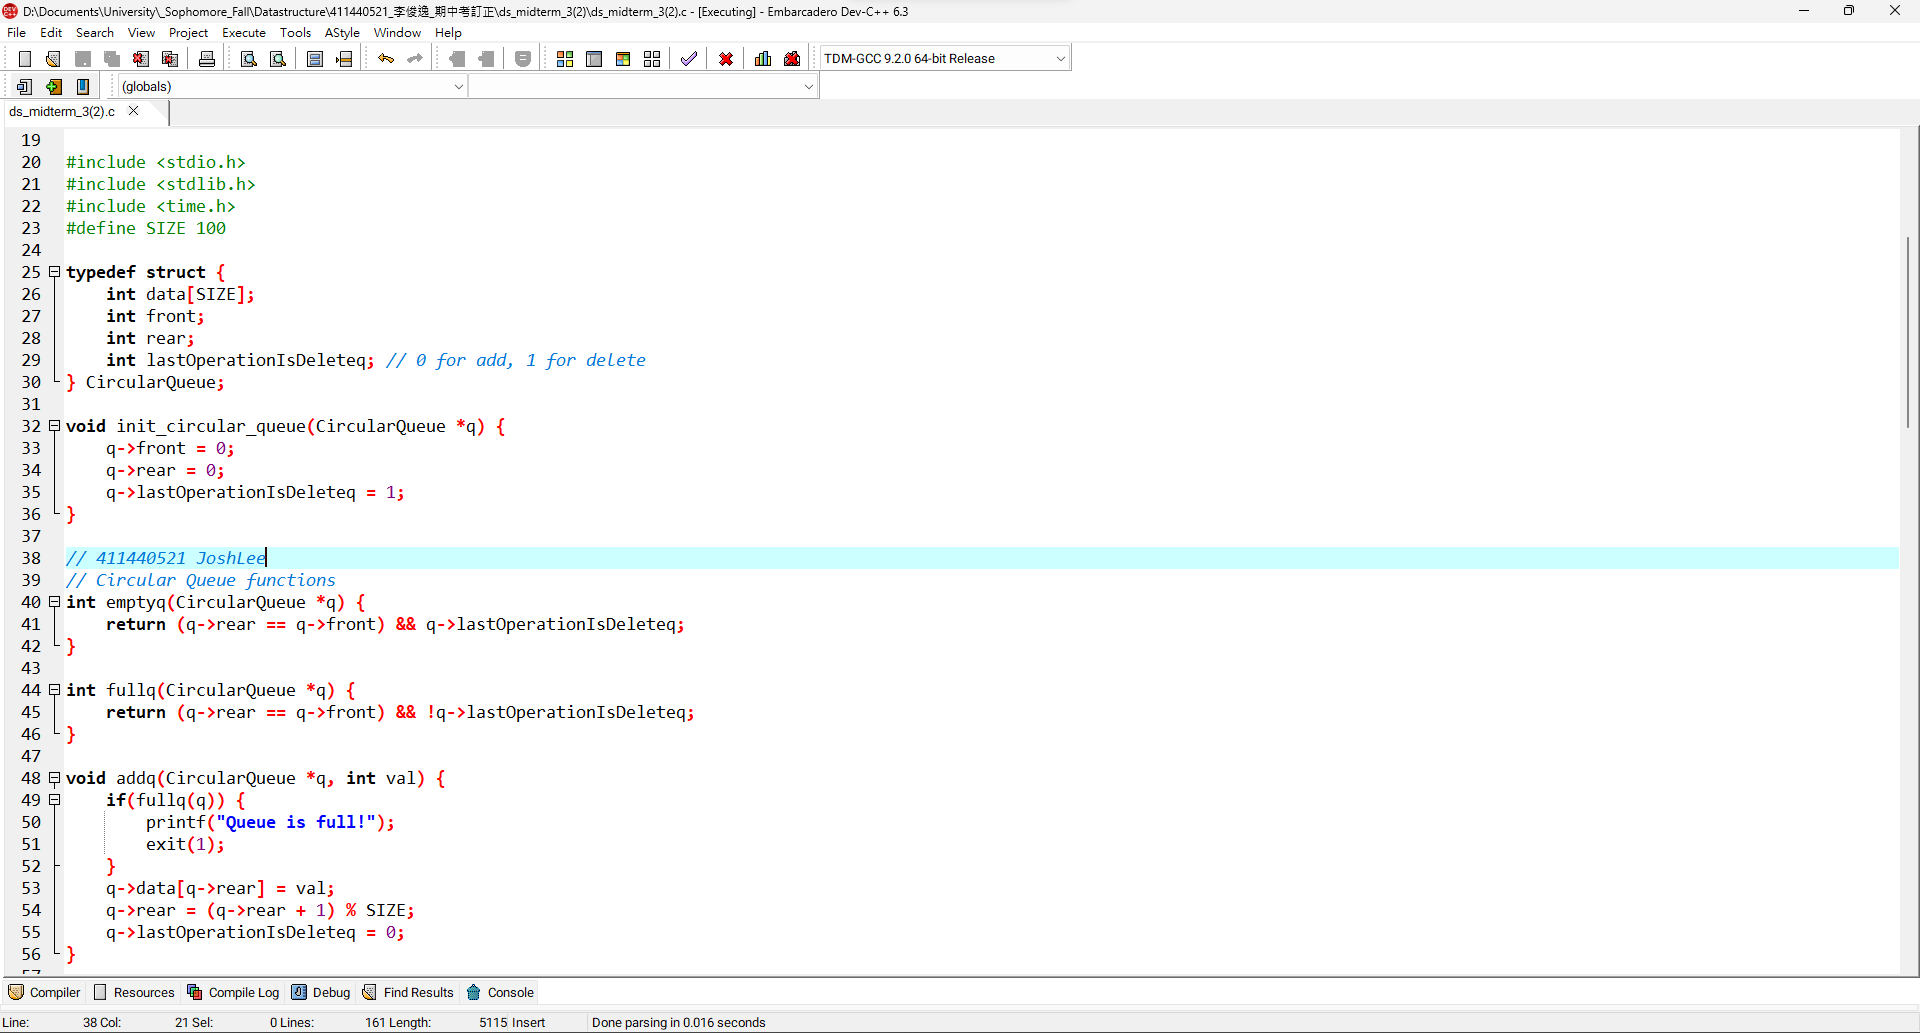 D:\Documents\University\_Sophomore_Fall\Datastructure\411440521_李俊逸_期中考訂正\ds_midterm_3(2)\ds_midterm_3(2).c - [Executing] - Embarcadero Dev-C++ 6.3
File Edit Search View Project Execute Tools AStyle Window Help
TDM-GCC 9.2.0 64-bit Release
(globals)
ds_midterm_3(2).c
19
20 #include <stdio.h>
21 #include <stdlib.h>
22 #include <time.h>
23 #define SIZE 100
24
25 typedef struct {
26     int data[SIZE];
27     int front;
28     int rear;
29     int lastOperationIsDeleteq; // 0 for add, 1 for delete
30 } CircularQueue;
31
32 void init_circular_queue(CircularQueue *q) {
33     q->front = 0;
34     q->rear = 0;
35     q->lastOperationIsDeleteq = 1;
36 }
37
38 // 411440521 JoshLee
39 // Circular Queue functions
40 int emptyq(CircularQueue *q) {
41     return (q->rear == q->front) && q->lastOperationIsDeleteq;
42 }
43
44 int fullq(CircularQueue *q) {
45     return (q->rear == q->front) && !q->lastOperationIsDeleteq;
46 }
47
48 void addq(CircularQueue *q, int val) {
49     if(fullq(q)) {
50         printf("Queue is full!");
51         exit(1);
52     }
53     q->data[q->rear] = val;
54     q->rear = (q->rear + 1) % SIZE;
55     q->lastOperationIsDeleteq = 0;
56 }
57
Compiler Resources Compile Log Debug Find Results Console
Line: 38 Col: 21 Sel: 0 Lines: 161 Length: 5115 Insert Done parsing in 0.016 seconds